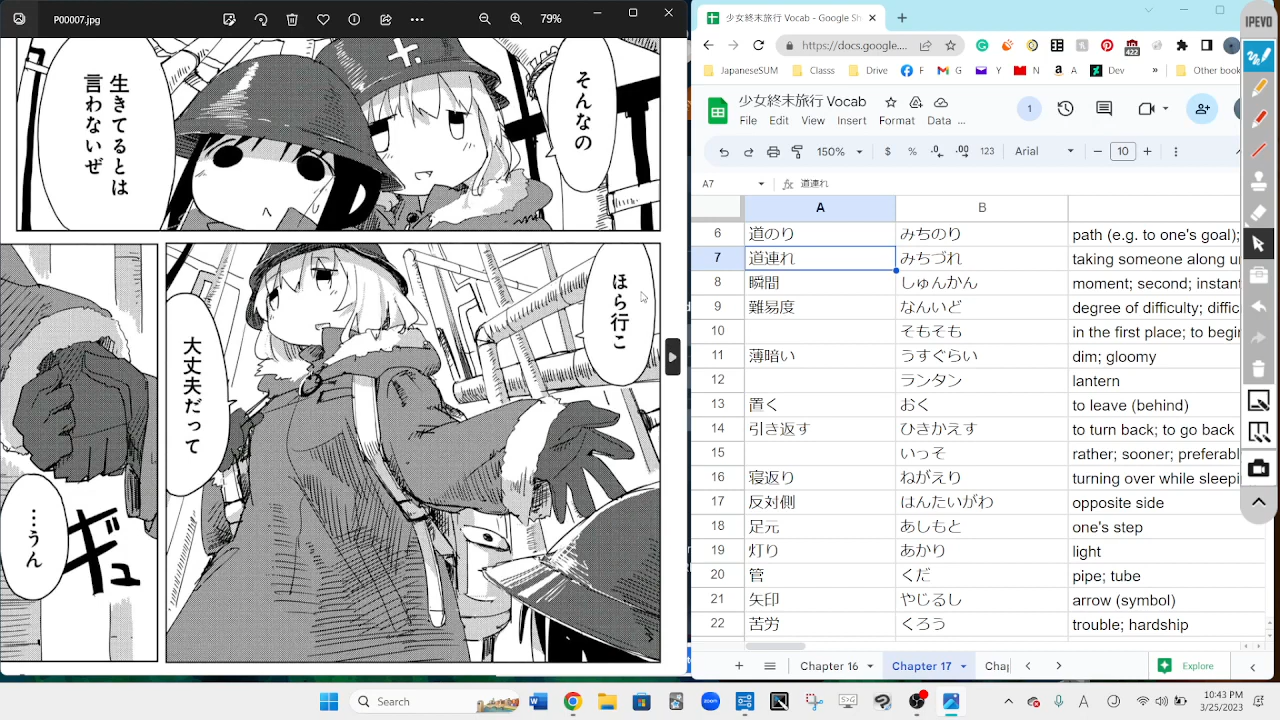 P00007.jpg
79%
そんなの
生きてるとは
言わないぜ
ほら行こ
大丈夫だって
…うん
ギュ
少女終末旅行 Vocab - Google Sh
https://docs.google....
JapaneseSUM
Class
Drive
F
G
Y
N
A
Dev
»
Other book
少女終末旅行 Vocab
File Edit View Insert Format Data ...
1
150% $ % .0 .00 123 Arial 10
A7 fx 道連れ
A B
6 道のり みちのり path (e.g. to one's goal);
7 道連れ みちづれ taking someone along u
8 瞬間 しゅんかん moment; second; instant
9 難易度 なんいど degree of difficulty; diffic
10 そもそも in the first place; to begin
11 薄暗い うすぐらい dim; gloomy
12 ランタン lantern
13 置く おく to leave (behind)
14 引き返す ひきかえす to turn back; to go back
15 いっそ rather; sooner; preferabl
16 寝返り ねがえり turning over while sleepi
17 反対側 はんたいがわ opposite side
18 足元 あしもと one's step
19 灯り あかり light
20 管 くだ pipe; tube
21 矢印 やじるし arrow (symbol)
22 苦労 くろう trouble; hardship
Chapter 16 Chapter 17 Chap
Explore
IPEVO
Search
zoom
A
10:43 PM